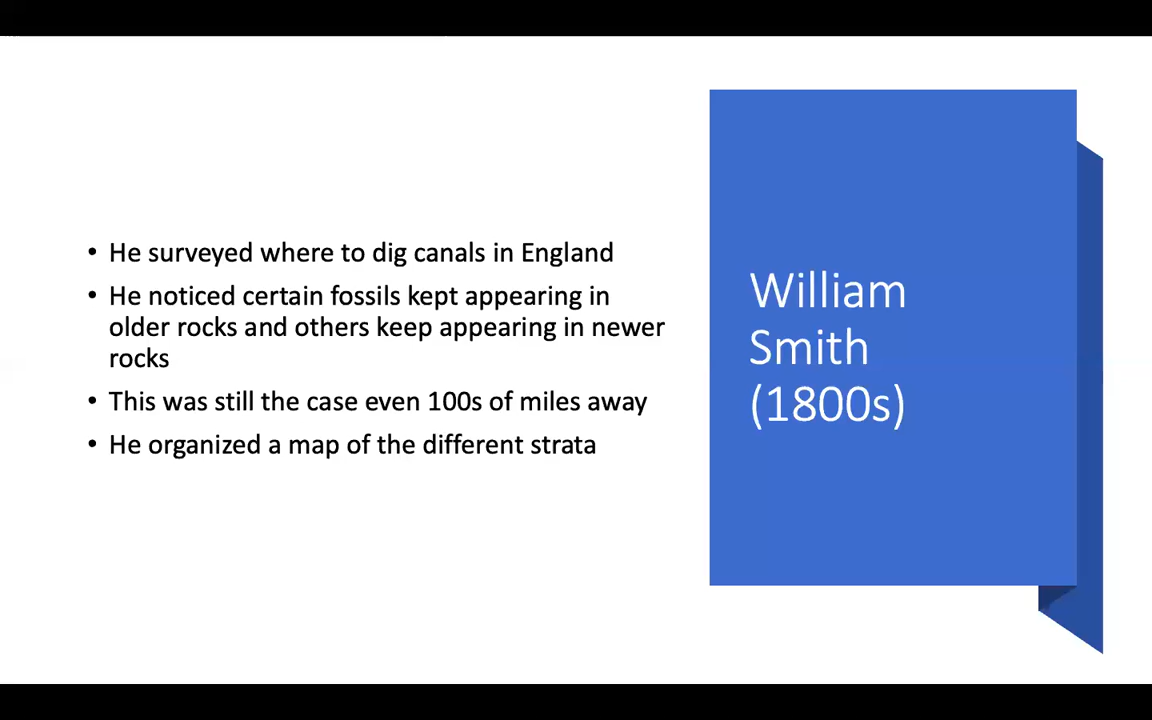 • He surveyed where to dig canals in England
• He noticed certain fossils kept appearing in
older rocks and others keep appearing in newer
rocks
• This was still the case even 100s of miles away
• He organized a map of the different strata
William
Smith
(1800s)